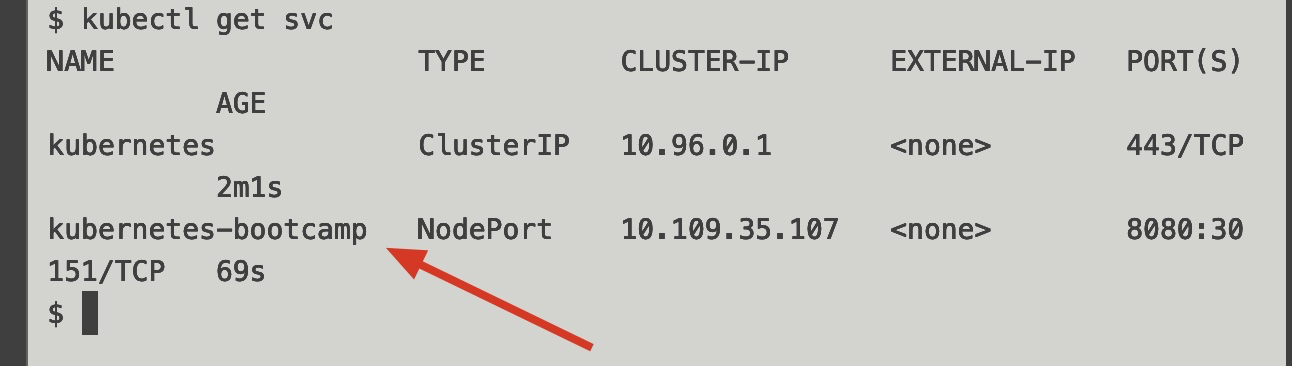 $ kubectl get svc
NAME TYPE CLUSTER-IP EXTERNAL-IP PORT(S)
AGE
kubernetes ClusterIP 10.96.0.1 <none> 443/TCP
2m1s
kubernetes-bootcamp NodePort 10.109.35.107 <none> 8080:30
151/TCP 69s
$